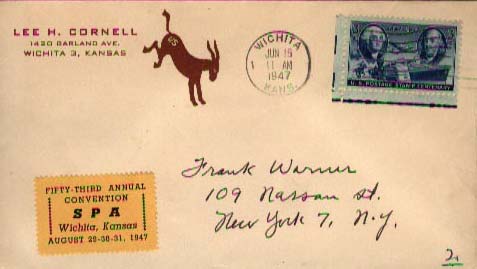 LEE H. CORNELL
1420 GARLAND AVE.
WICHITA 3, KANSAS
WICHITA
JUN 15
11 AM
1947
KANS.
U.S. POSTAGE STAMP CENTENARY
Frank Warner
109 Nassau St.
New York 7, N.Y.
FIFTY-THIRD ANNUAL
CONVENTION
SPA
Wichita, Kansas
AUGUST 29-30-31, 1947